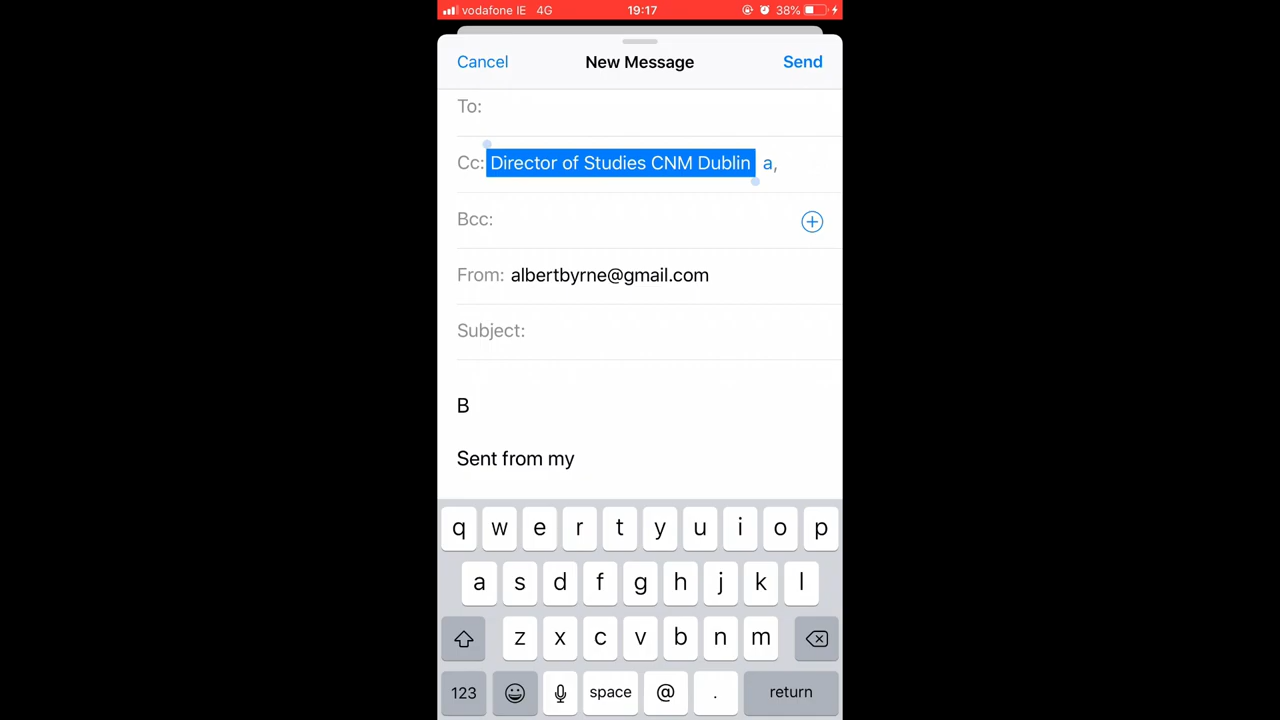 vodafone IE 4G 19:17 38%
Cancel New Message Send
To:
Cc: Director of Studies CNM Dublin a,
Bcc:
From: albertbyrne@gmail.com
Subject:
B
Sent from my
q w e r t y u i o p
a s d f g h j k l
z x c v b n m
123 space @ . return